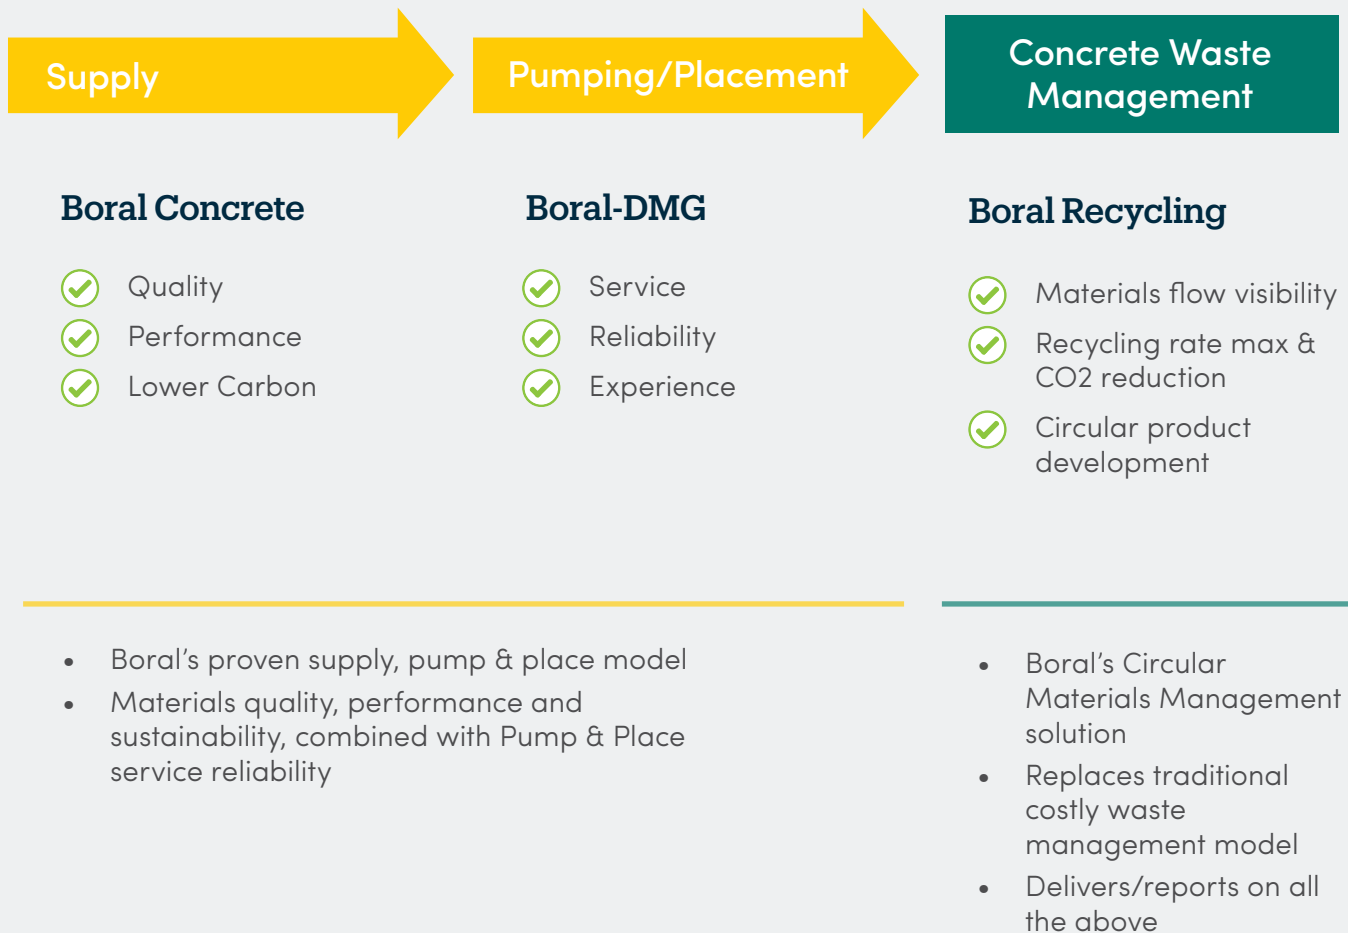 Supply
Pumping/Placement
Concrete Waste
Management
Boral Concrete
Quality
Performance
Lower Carbon
Boral-DMG
Service
Reliability
Experience
Boral Recycling
Materials flow visibility
Recycling rate max &
CO2 reduction
Circular product
development
• Boral’s proven supply, pump & place model
• Materials quality, performance and
sustainability, combined with Pump & Place
service reliability
• Boral’s Circular
Materials Management
solution
• Replaces traditional
costly waste
management model
• Delivers/reports on all
the above